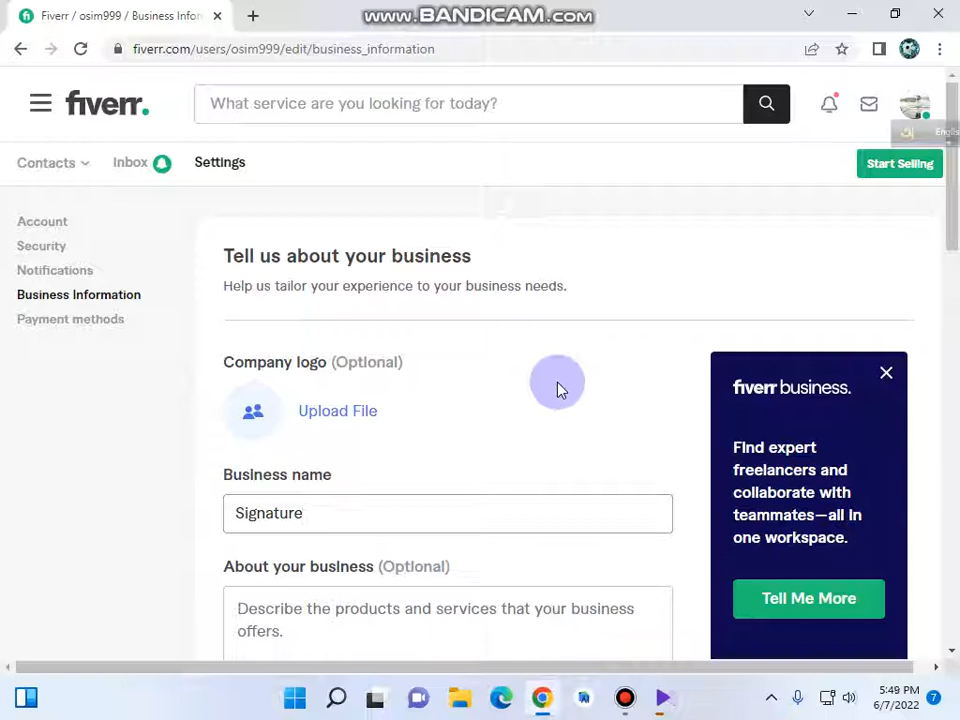 Fiverr / osim999 / Business Infor
www.BANDICAM.com
fiverr.com/users/osim999/edit/business_information
fiverr.
What service are you looking for today?
Contacts
Inbox
Settings
Start Selling
Account
Security
Notifications
Business Information
Payment methods
Tell us about your business
Help us tailor your experience to your business needs.
Company logo (Optional)
Upload File
Business name
Signature
About your business (Optional)
Describe the products and services that your business
offers.
fiverr business.
Find expert
freelancers and
collaborate with
teammates—all in
one workspace.
Tell Me More
5:49 PM
6/7/2022
7